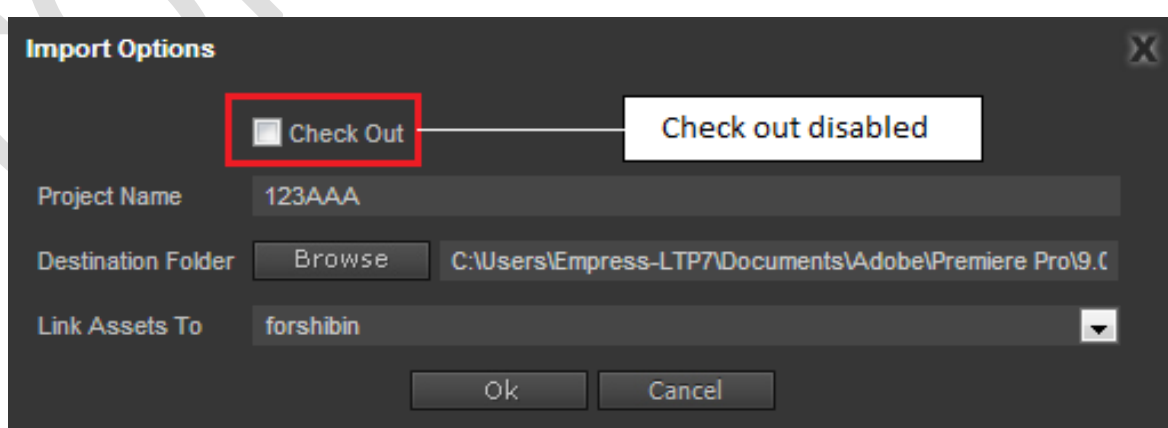 Import Options
X
Check Out
Check out disabled
Project Name 123AAA
Destination Folder Browse C:\Users\Empress-LTP7\Documents\Adobe\Premiere Pro\9.0
Link Assets To forshibin
Ok Cancel